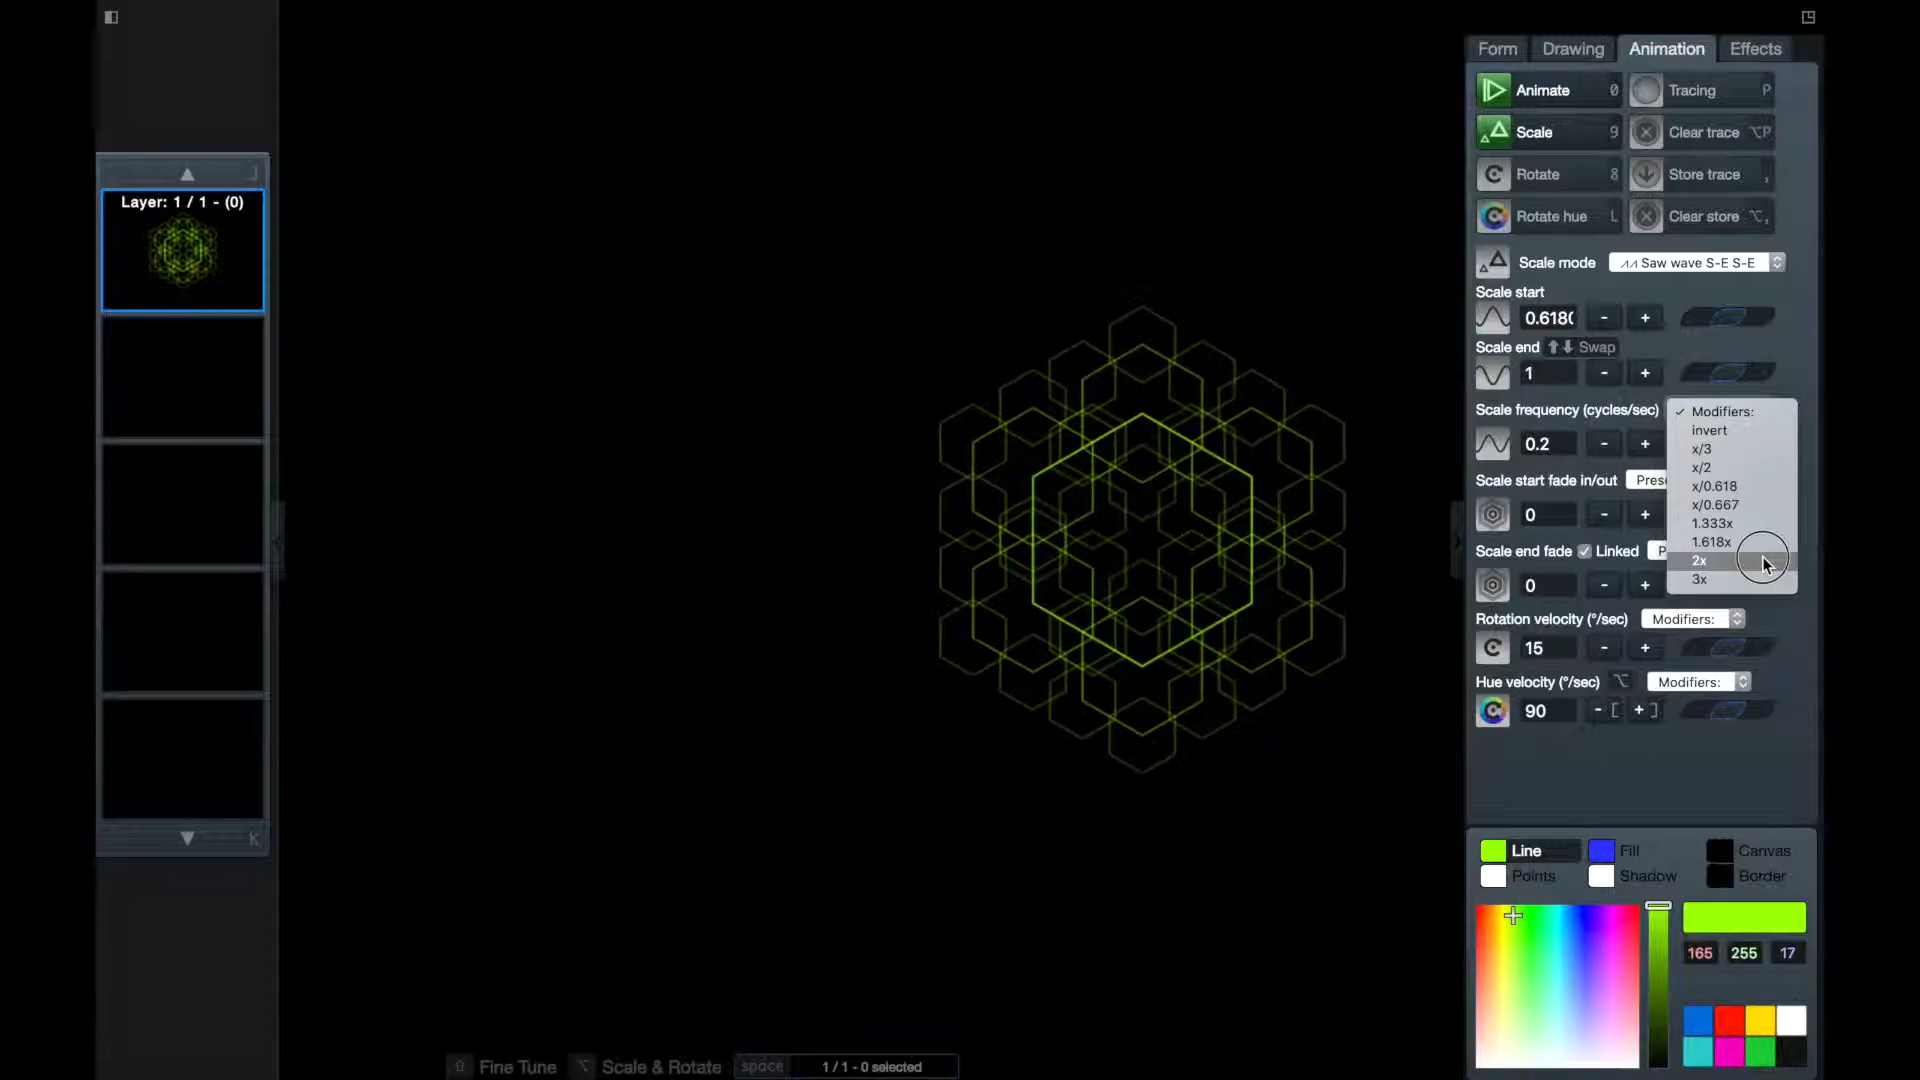 Form Drawing Animation Effects
Animate 0 Tracing P
Scale 9 Clear trace ⌥P
Rotate 8 Store trace ,
Rotate hue L Clear store ⌥,
Layer: 1 / 1 - (0)
Scale mode Saw wave S-E S-E
Scale start
0.618 - +
Scale end Swap
1 - +
Scale frequency (cycles/sec)
0.2 - +
✓ Modifiers:
invert
x/3
x/2
x/0.618
x/0.667
1.333x
1.618x
2x
3x
Scale start fade in/out Pres
0 - +
Scale end fade ✓ Linked P
0 - +
Rotation velocity (°/sec) Modifiers:
15 - +
Hue velocity (°/sec) ⌥ Modifiers:
90 - [ + ]
K
Line Fill Canvas
Points Shadow Border
165 255 17
⇧ Fine Tune ⌥ Scale & Rotate space 1 / 1 - 0 selected